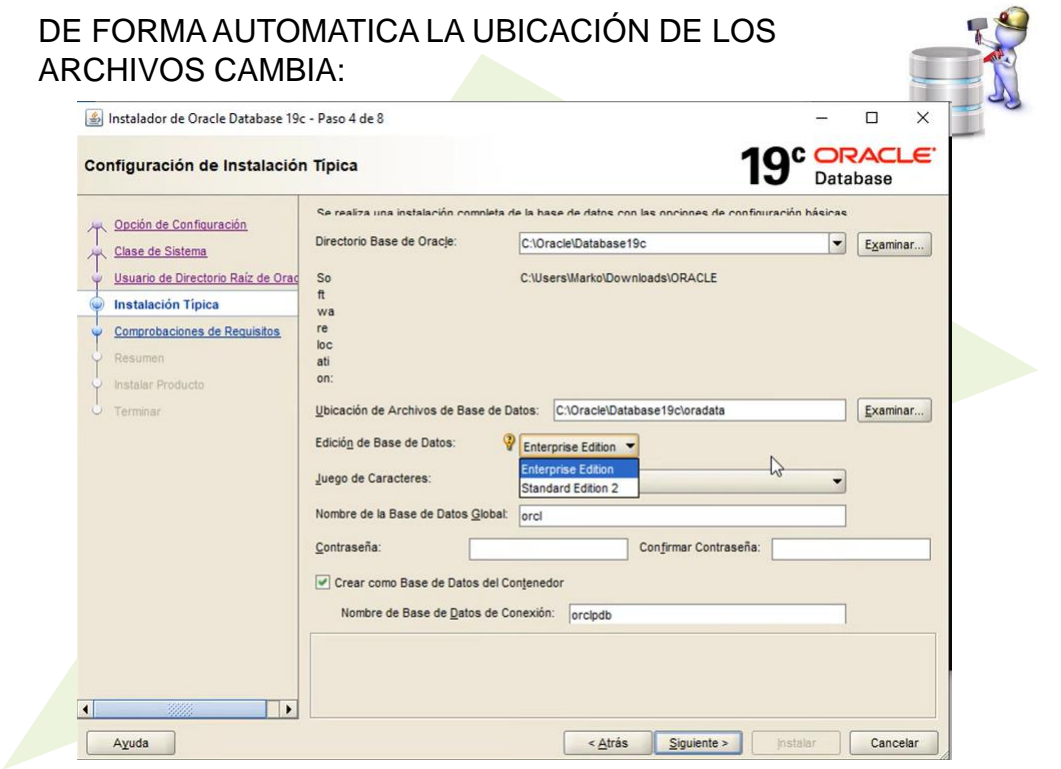 DE FORMA AUTOMATICA LA UBICACIÓN DE LOS
ARCHIVOS CAMBIA:
Instalador de Oracle Database 19c - Paso 4 de 8
Configuración de Instalación Típica
19c ORACLE
Database
Opción de Configuración
Clase de Sistema
Usuario de Directorio Raíz de Orac
Instalación Típica
Comprobaciones de Requisitos
Resumen
Instalar Producto
Terminar
Se realiza una instalación completa de la base de datos con las opciones de configuración básicas
Directorio Base de Oracle: C:\Oracle\Database19c Examinar...
So
ft
wa
re
loc
ati
on:
C:\Users\Marko\Downloads\ORACLE
Ubicación de Archivos de Base de Datos: C:\Oracle\Database19c\oradata Examinar...
Edición de Base de Datos: Enterprise Edition
Enterprise Edition
Standard Edition 2
Juego de Caracteres:
Nombre de la Base de Datos Global: orcl
Contraseña: Confirmar Contraseña:
Crear como Base de Datos del Contenedor
Nombre de Base de Datos de Conexión: orclpdb
Ayuda < Atrás Siguiente > Instalar Cancelar